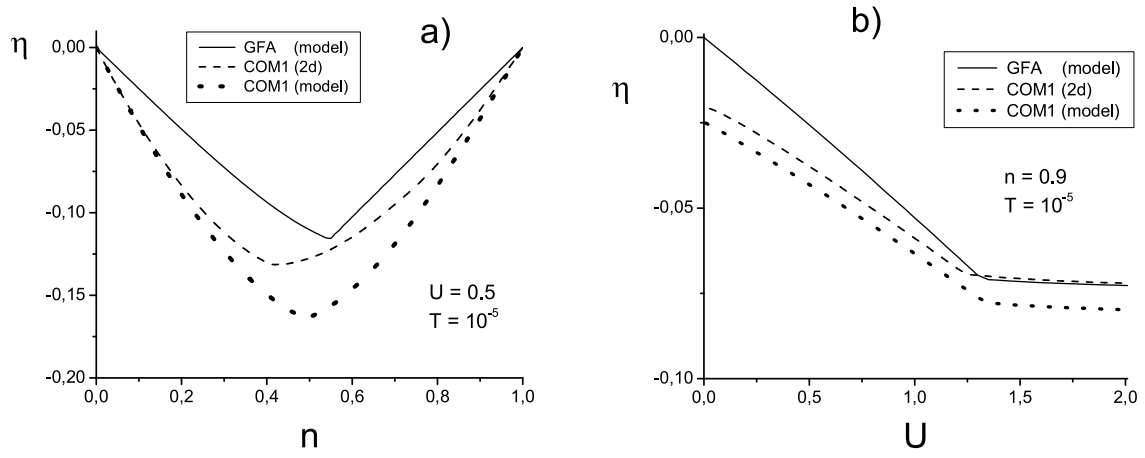 a)
η
0,00
-0,05
-0,10
-0,15
-0,20
GFA (model)
COM1 (2d)
COM1 (model)
U = 0.5
T = 10⁻⁵
0,0 0,2 0,4 0,6 0,8 1,0
n
b)
η
0,00
-0,05
-0,10
GFA (model)
COM1 (2d)
COM1 (model)
n = 0.9
T = 10⁻⁵
0,0 0,5 1,0 1,5 2,0
U